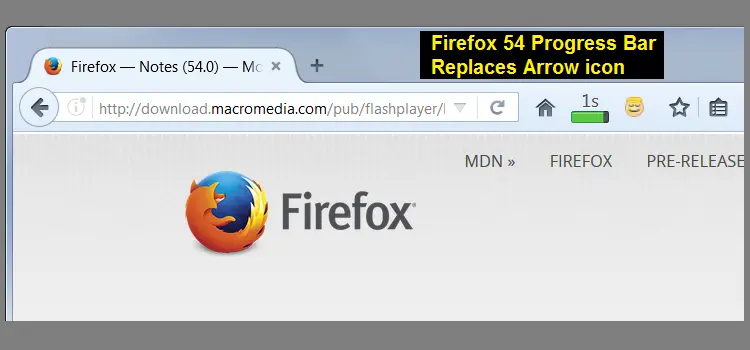 Firefox 54 Progress Bar
Replaces Arrow icon
Firefox — Notes (54.0) — Mo
http://download.macromedia.com/pub/flashplayer/
1s
MDN » FIREFOX PRE-RELEASE
Firefox